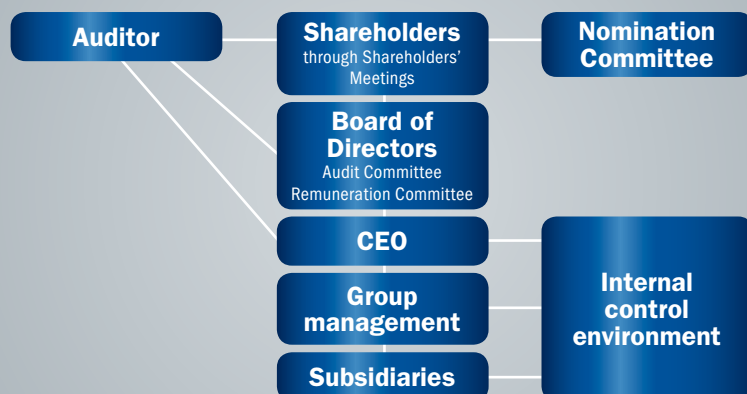 Auditor
Shareholders
through Shareholders’
Meetings
Nomination
Committee
Board of
Directors
Audit Committee
Remuneration Committee
CEO
Group
management
Subsidiaries
Internal
control
environment